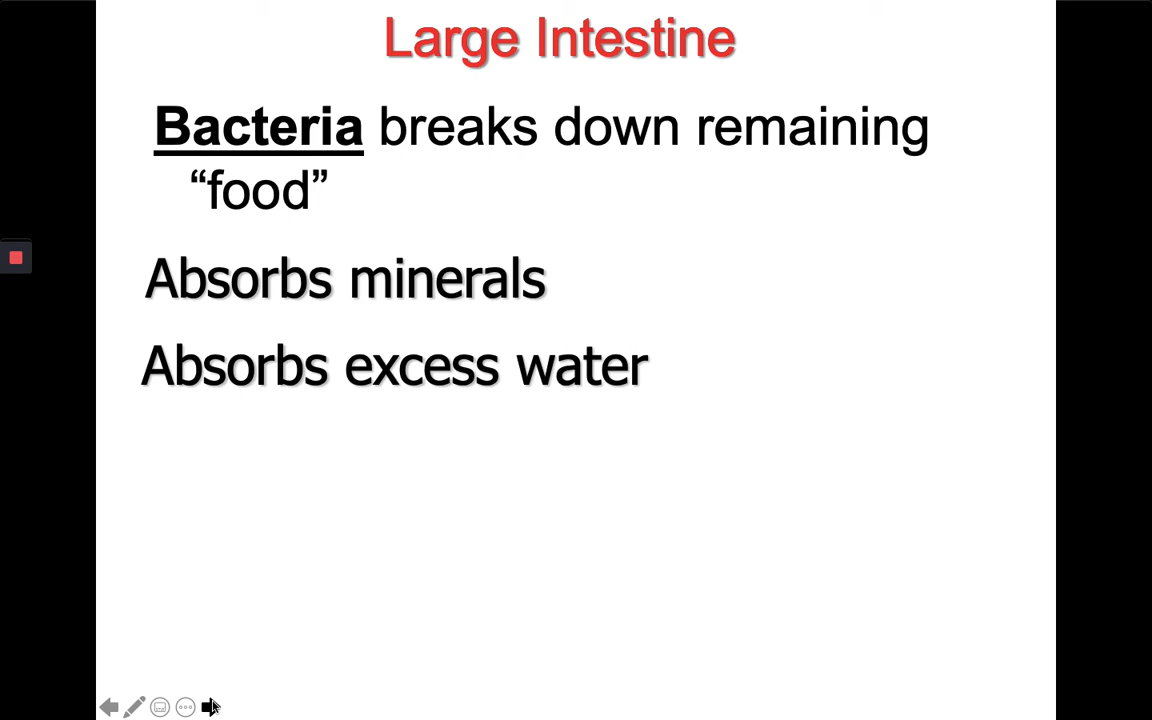 Large Intestine
Bacteria breaks down remaining
“food”
Absorbs minerals
Absorbs excess water